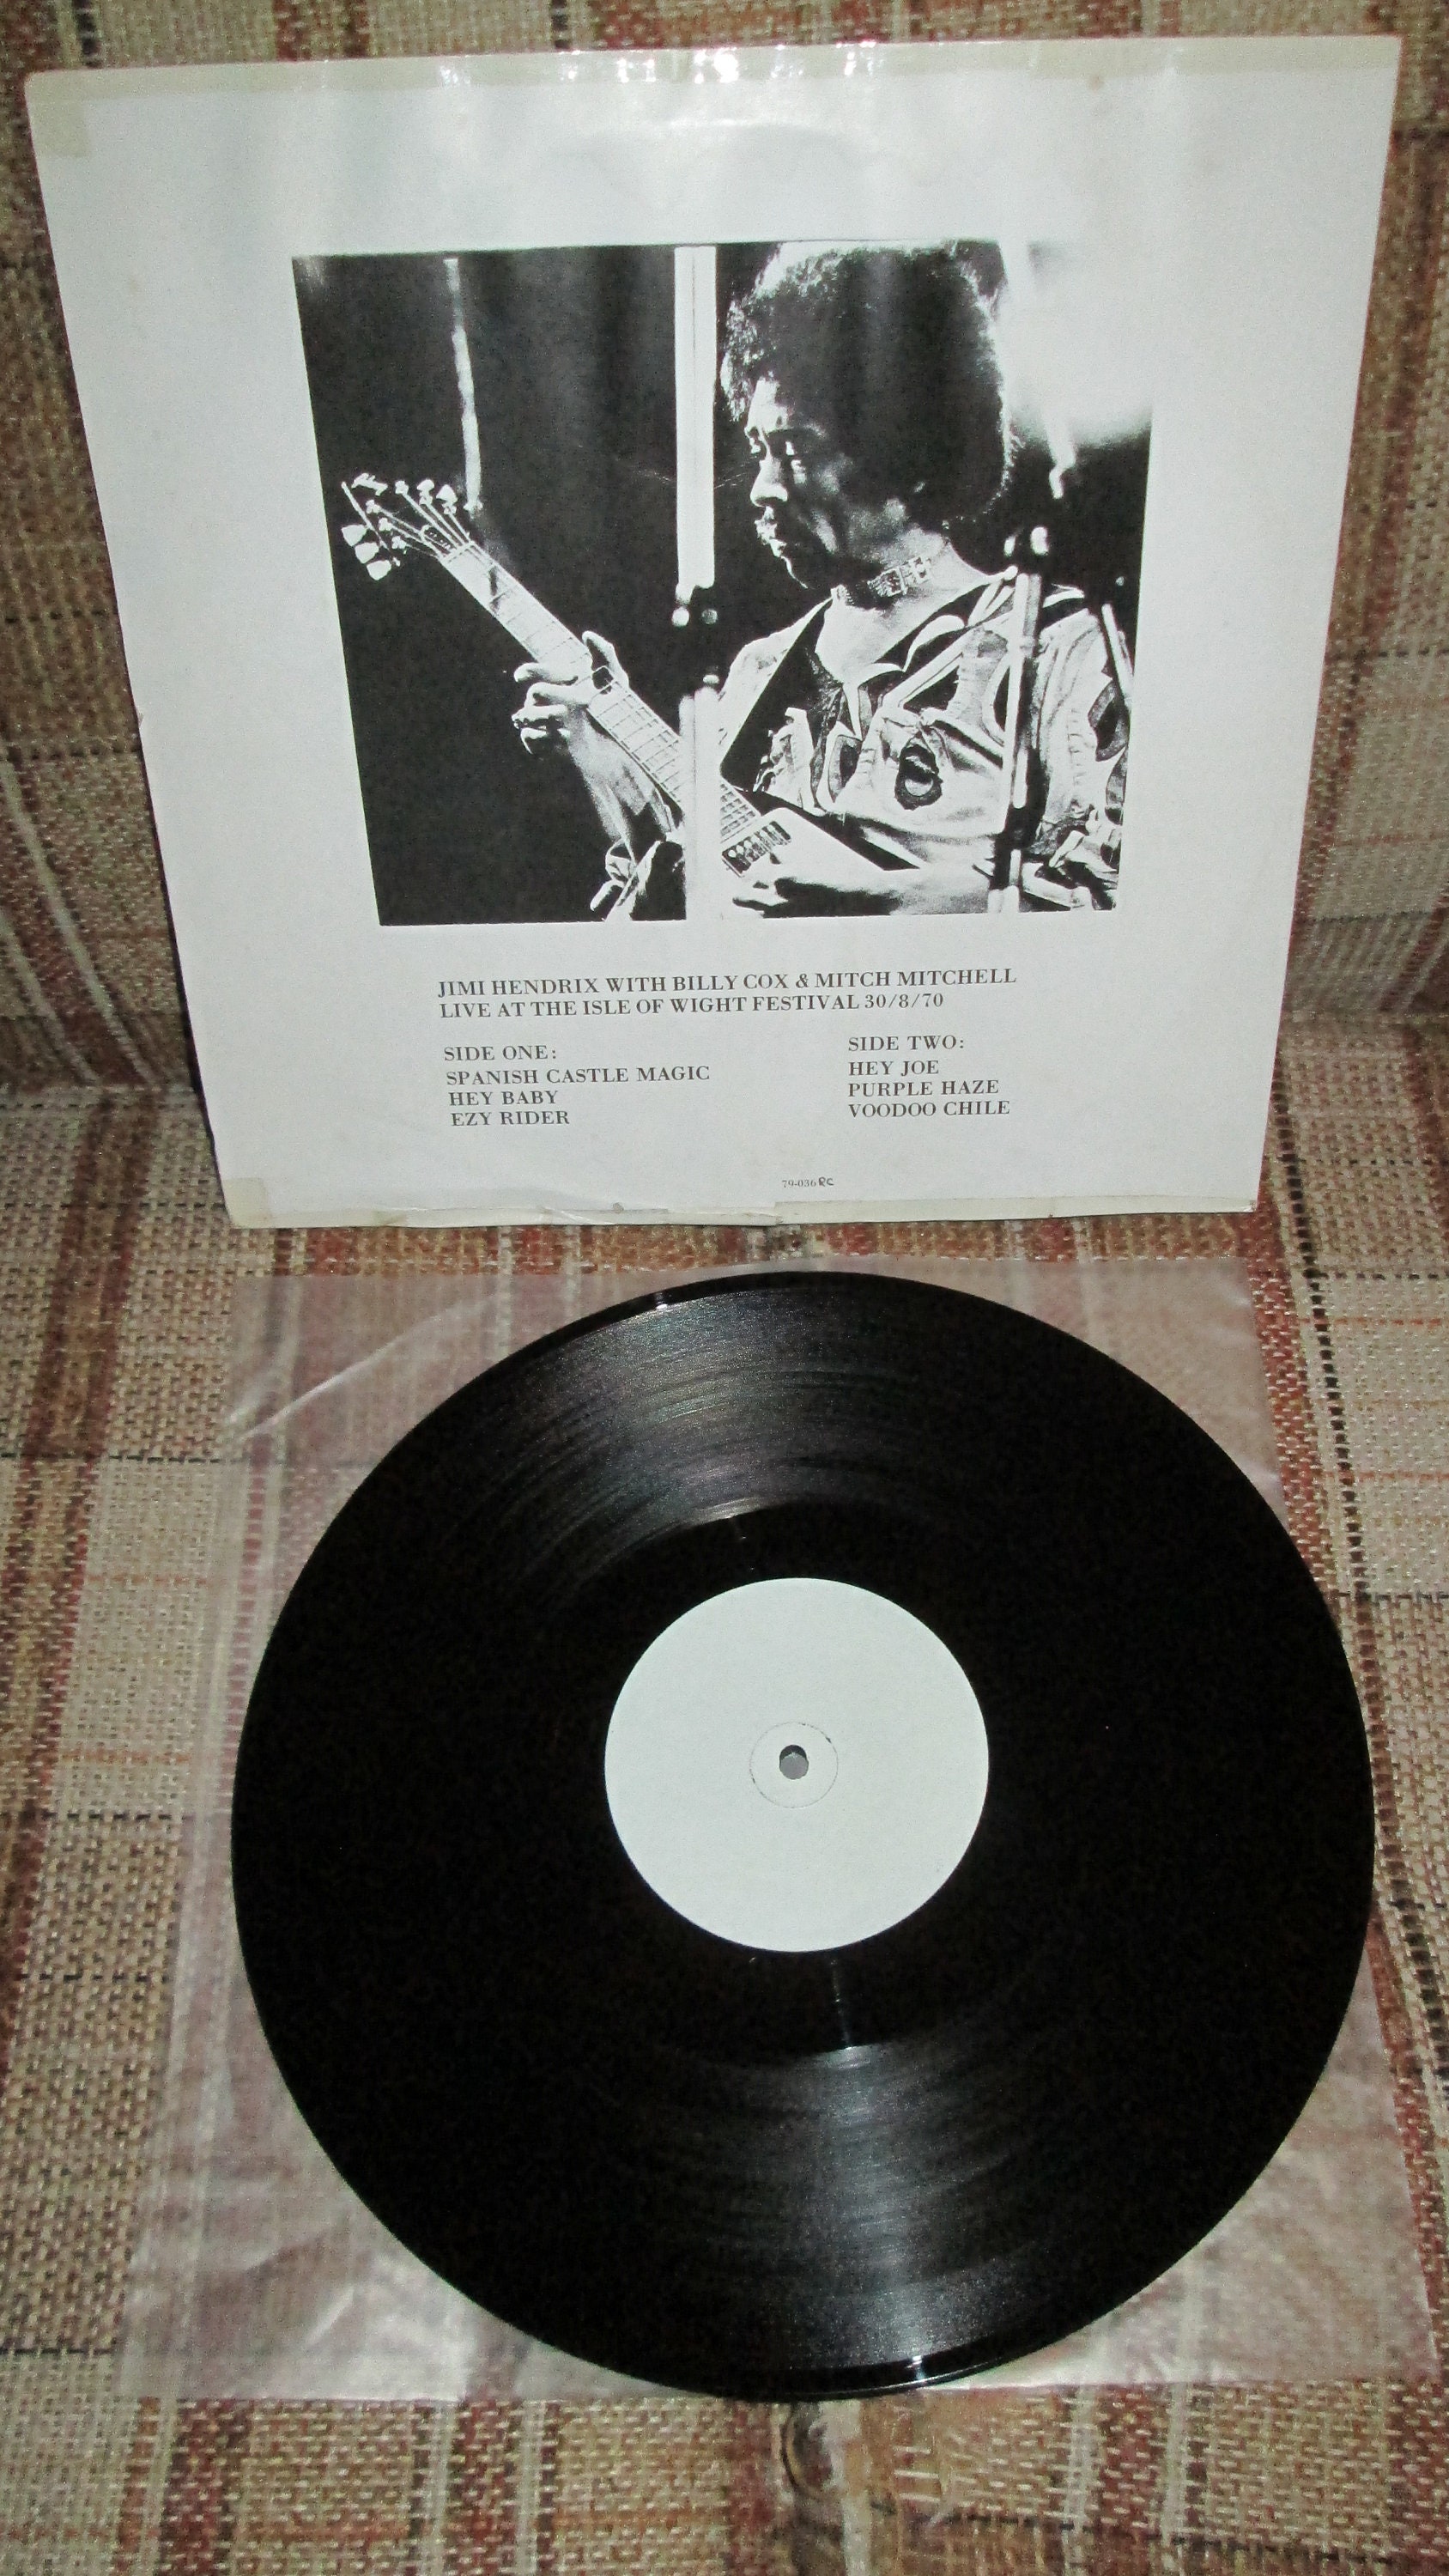 JIMI HENDRIX WITH BILLY COX & MITCH MITCHELL
LIVE AT THE ISLE OF WIGHT FESTIVAL 30/8/70
SIDE ONE:
SPANISH CASTLE MAGIC
HEY BABY
EZY RIDER
SIDE TWO:
HEY JOE
PURPLE HAZE
VOODOO CHILE
79-036 RC